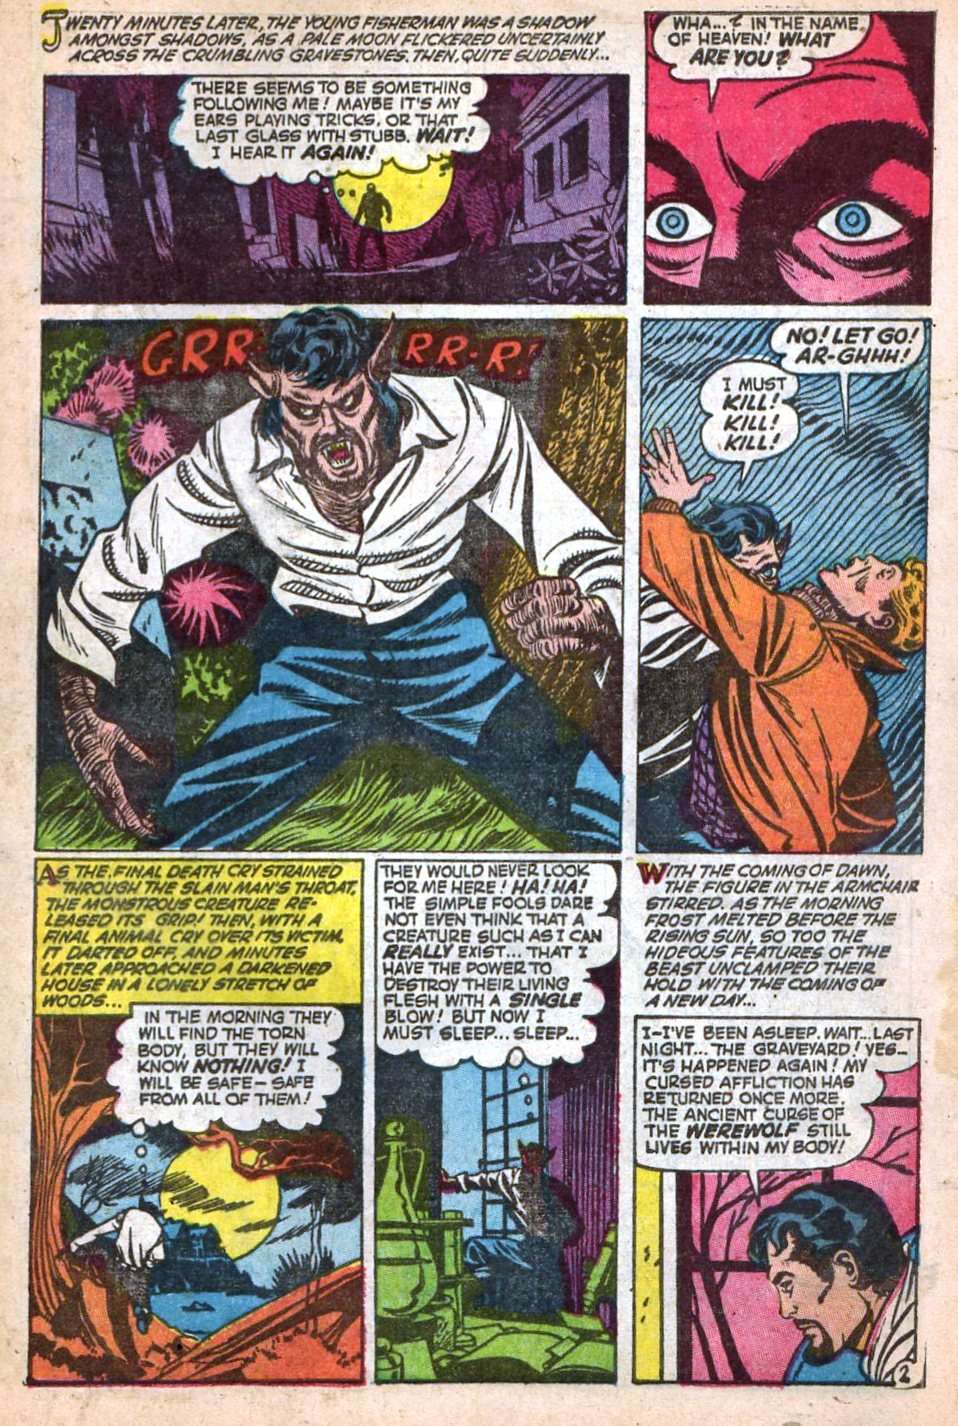 TWENTY MINUTES LATER, THE YOUNG FISHERMAN WAS A SHADOW
AMONGST SHADOWS, AS A PALE MOON FLICKERED UNCERTAINLY
ACROSS THE CRUMBLING GRAVESTONES. THEN, QUITE SUDDENLY...
THERE SEEMS TO BE SOMETHING
FOLLOWING ME! MAYBE IT'S MY
EARS PLAYING TRICKS, OR THAT
LAST GLASS WITH STUBB. WAIT!
I HEAR IT AGAIN!
WHA...? IN THE NAME
OF HEAVEN! WHAT
ARE YOU?
GRR- RR-R!
NO! LET GO!
AR-GHHH!
I MUST
KILL!
KILL!
KILL!
AS THE FINAL DEATH CRY STRAINED
THROUGH THE SLAIN MAN'S THROAT,
THE MONSTROUS CREATURE RE-
LEASED ITS GRIP! THEN, WITH A
FINAL ANIMAL CRY OVER ITS VICTIM,
IT DARTED OFF, AND MINUTES
LATER APPROACHED A DARKENED
HOUSE IN A LONELY STRETCH OF
WOODS...
IN THE MORNING THEY
WILL FIND THE TORN
BODY, BUT THEY WILL
KNOW NOTHING! I
WILL BE SAFE - SAFE
FROM ALL OF THEM!
THEY WOULD NEVER LOOK
FOR ME HERE! HA! HA!
THE SIMPLE FOOLS DARE
NOT EVEN THINK THAT A
CREATURE SUCH AS I CAN
REALLY EXIST... THAT I
HAVE THE POWER TO
DESTROY THEIR LIVING
FLESH WITH A SINGLE
BLOW! BUT NOW I
MUST SLEEP... SLEEP...
WITH THE COMING OF DAWN,
THE FIGURE IN THE ARMCHAIR
STIRRED. AS THE MORNING
FROST MELTED BEFORE THE
RISING SUN, SO TOO THE
HIDEOUS FEATURES OF THE
BEAST UNCLAMPED THEIR
HOLD WITH THE COMING OF
A NEW DAY...
I-I'VE BEEN ASLEEP. WAIT... LAST
NIGHT... THE GRAVEYARD! YES-
IT'S HAPPENED AGAIN! MY
CURSED AFFLICTION HAS
RETURNED ONCE MORE.
THE ANCIENT CURSE OF
THE WEREWOLF STILL
LIVES WITHIN MY BODY!
2